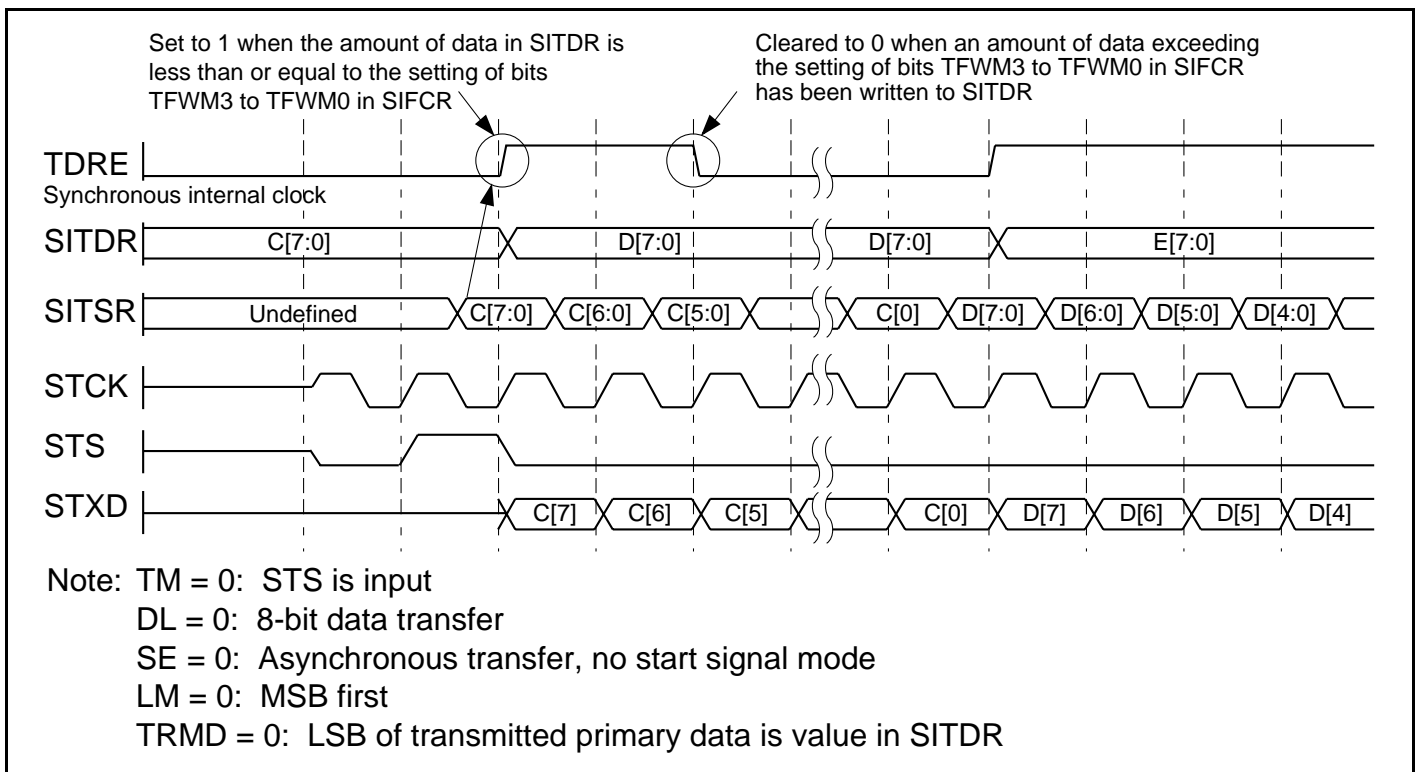 Set to 1 when the amount of data in SITDR is
less than or equal to the setting of bits
TFWM3 to TFWM0 in SIFCR
Cleared to 0 when an amount of data exceeding
the setting of bits TFWM3 to TFWM0 in SIFCR
has been written to SITDR
TDRE
Synchronous internal clock
SITDR C[7:0] D[7:0] D[7:0] E[7:0]
SITSR Undefined C[7:0] C[6:0] C[5:0] C[0] D[7:0] D[6:0] D[5:0] D[4:0]
STCK
STS
STXD C[7] C[6] C[5] C[0] D[7] D[6] D[5] D[4]
Note: TM = 0: STS is input
DL = 0: 8-bit data transfer
SE = 0: Asynchronous transfer, no start signal mode
LM = 0: MSB first
TRMD = 0: LSB of transmitted primary data is value in SITDR